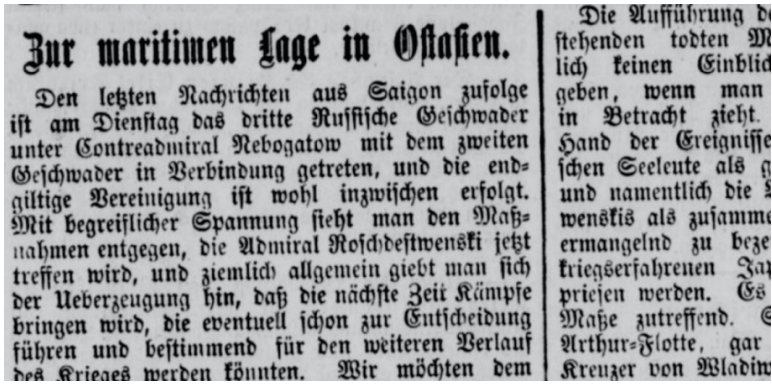 Zur maritimen Lage in Ostasien.
Den letzten Nachrichten aus Saigon zufolge
ist am Dienstag das dritte Russische Geschwader
unter Contreadmiral Nebogatow mit dem zweiten
Geschwader in Verbindung getreten, und die end-
giltige Vereinigung ist wohl inzwischen erfolgt.
Mit begreiflicher Spannung sieht man den Maß-
nahmen entgegen, die Admiral Roschdestwenski jetzt
treffen wird, und ziemlich allgemein giebt man sich
der Ueberzeugung hin, daß die nächste Zeit Kämpfe
bringen wird, die eventuell schon zur Entscheidung
führen und bestimmend für den weiteren Verlauf
des Krieges werden könnten. Wir möchten dem
Die Aufführung
stehenden todten
lich keinen Einblick
geben, wenn man
in Betracht zieht.
Hand der Ereignisse
schen Seeleute als
und namentlich die
wenskis als zusamme
ermangelnd zu beze
kriegserfahrenen Jap
priesen werden. Es
Maße zutreffend.
Arthur-Flotte, gar
Kreuzer von Wladiw